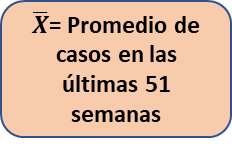 X̅= Promedio de
casos en las
últimas 51
semanas